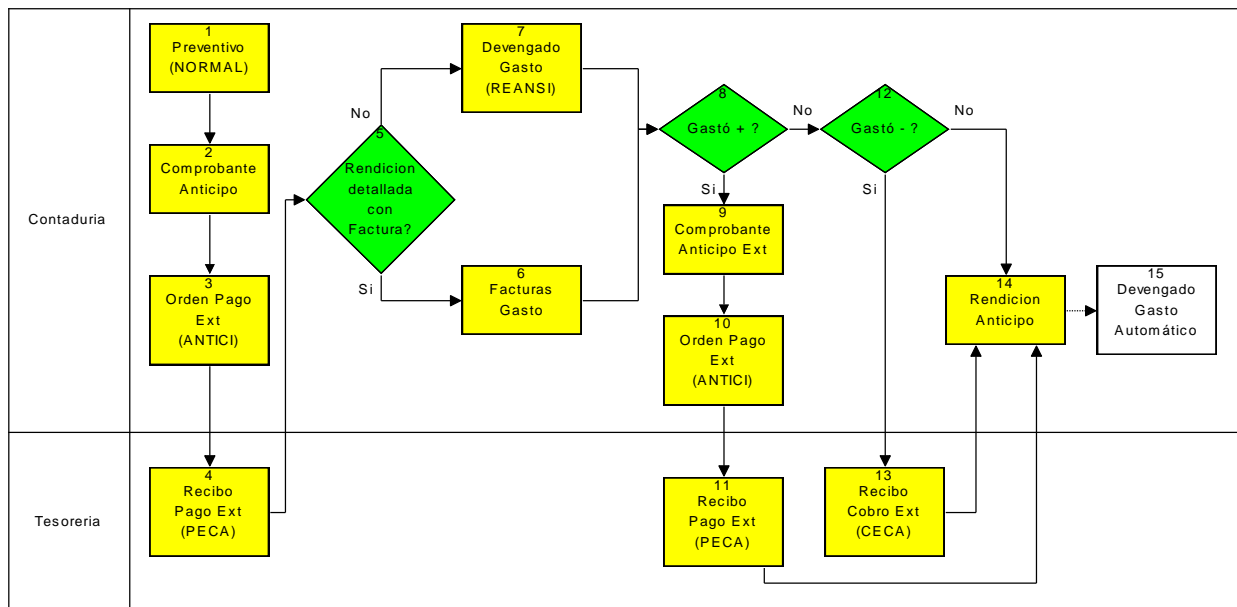 Contaduria
1
Preventivo
(NORMAL)
2
Comprobante
Anticipo
3
Orden Pago
Ext
(ANTICI)
No
5
Rendicion
detallada
con
Factura?
Si
7
Devengado
Gasto
(REANSI)
6
Facturas
Gasto
8
Gastó + ?
No
Si
9
Comprobante
Anticipo Ext
10
Orden Pago
Ext
(ANTICI)
12
Gastó - ?
No
Si
14
Rendicion
Anticipo
15
Devengado
Gasto
Automático
Tesoreria
4
Recibo
Pago Ext
(PECA)
11
Recibo
Pago Ext
(PECA)
13
Recibo
Cobro Ext
(CECA)